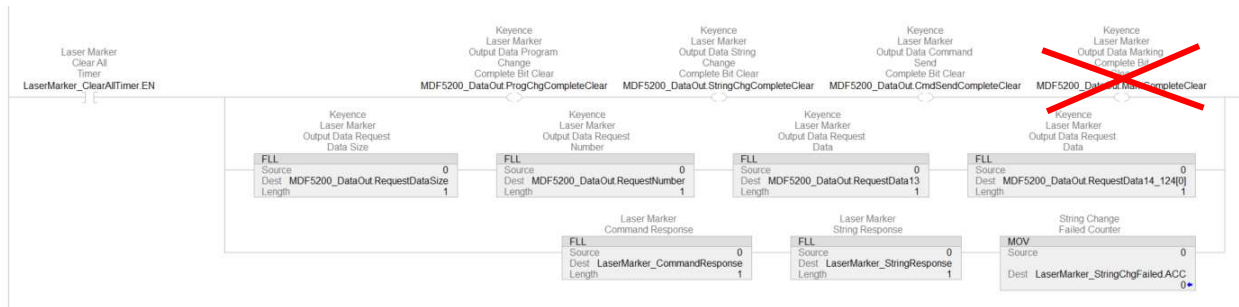 Laser Marker
Clear All
Timer
LaserMarker_ClearAllTimer.EN
Keyence
Laser Marker
Output Data Program
Change
Complete Bit Clear
MDF5200_DataOut.ProgChgCompleteClear
Keyence
Laser Marker
Output Data String
Change
Complete Bit Clear
MDF5200_DataOut.StringChgCompleteClear
Keyence
Laser Marker
Output Data Command
Send
Complete Bit Clear
MDF5200_DataOut.CmdSendCompleteClear
Keyence
Laser Marker
Output Data Marking
Complete Bit
CompleteClear
Keyence
Laser Marker
Output Data Request
Data Size
FLL
Source 0
Dest MDF5200_DataOut.RequestDataSize
Length 1
Keyence
Laser Marker
Output Data Request
Number
FLL
Source 0
Dest MDF5200_DataOut.RequestNumber
Length 1
Keyence
Laser Marker
Output Data Request
Data
FLL
Source 0
Dest MDF5200_DataOut.RequestData13
Length 1
Keyence
Laser Marker
Output Data Request
Data
FLL
Source 0
Dest MDF5200_DataOut.RequestData14_124[0]
Length 1
Laser Marker
Command Response
FLL
Source 0
Dest LaserMarker_CommandResponse
Length 1
Laser Marker
String Response
FLL
Source 0
Dest LaserMarker_StringResponse
Length 1
String Change
Failed Counter
MOV
Source 0
Dest LaserMarker_StringChgFailed.ACC
0